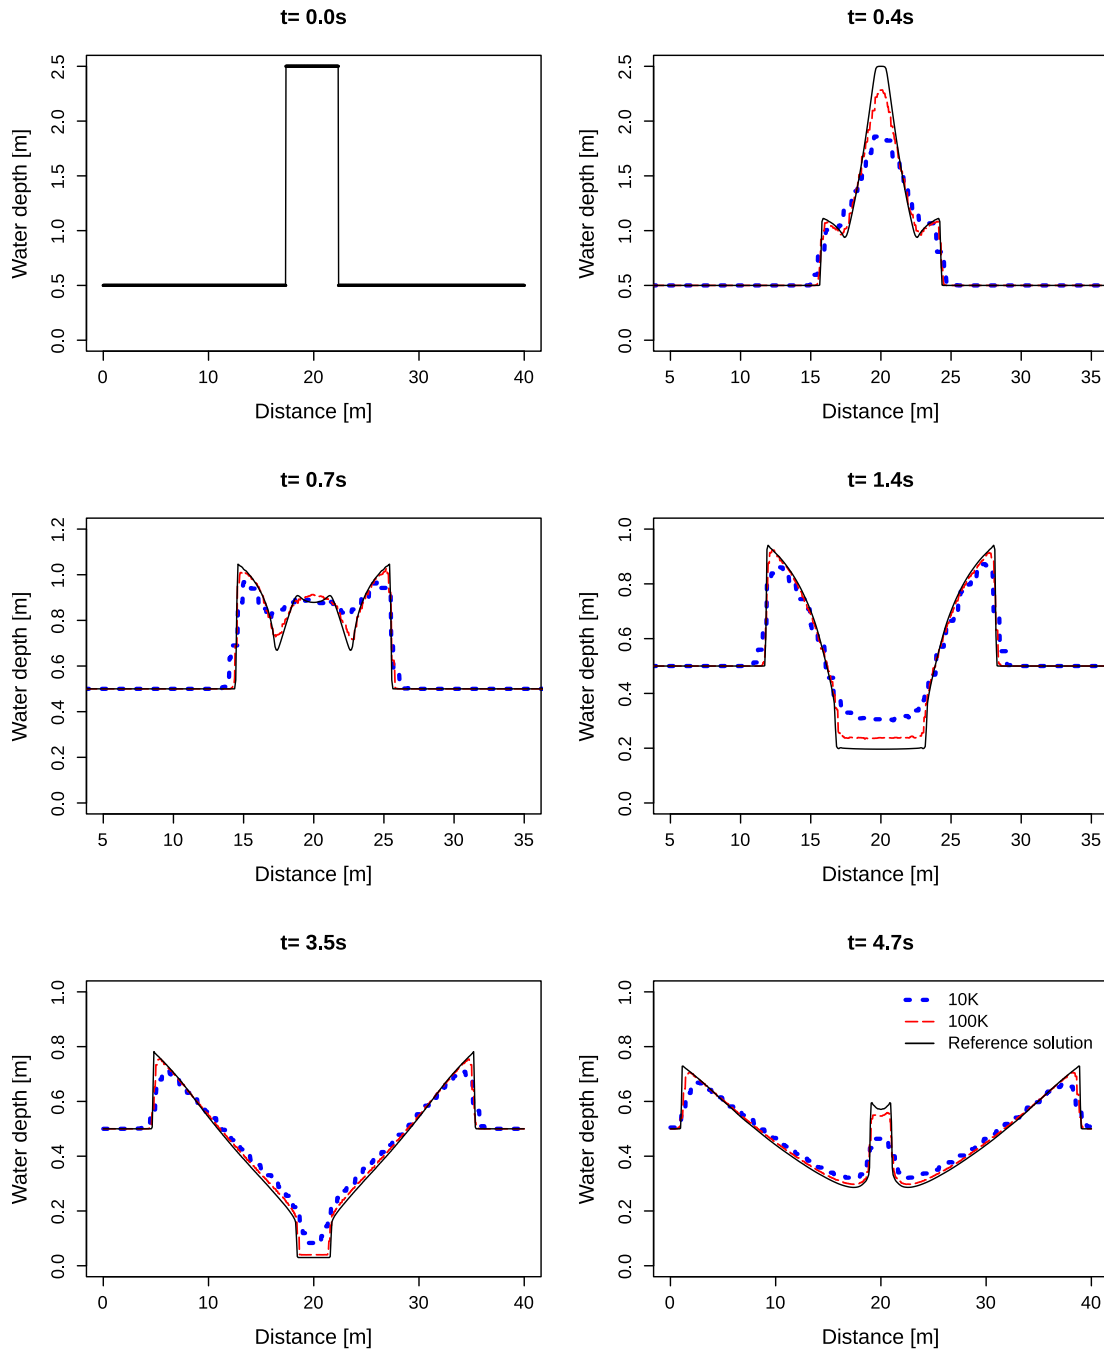 t= 0.0s
Water depth [m]
2.5
2.0
1.5
1.0
0.5
0.0
0 10 20 30 40
Distance [m]
t= 0.4s
Water depth [m]
2.5
2.0
1.5
1.0
0.5
0.0
5 10 15 20 25 30 35
Distance [m]
t= 0.7s
Water depth [m]
1.2
1.0
0.8
0.6
0.4
0.2
0.0
5 10 15 20 25 30 35
Distance [m]
t= 1.4s
Water depth [m]
1.0
0.8
0.6
0.4
0.2
0.0
5 10 15 20 25 30 35
Distance [m]
t= 3.5s
Water depth [m]
1.0
0.8
0.6
0.4
0.2
0.0
0 10 20 30 40
Distance [m]
t= 4.7s
Water depth [m]
1.0
0.8
0.6
0.4
0.2
0.0
10K
100K
Reference solution
0 10 20 30 40
Distance [m]